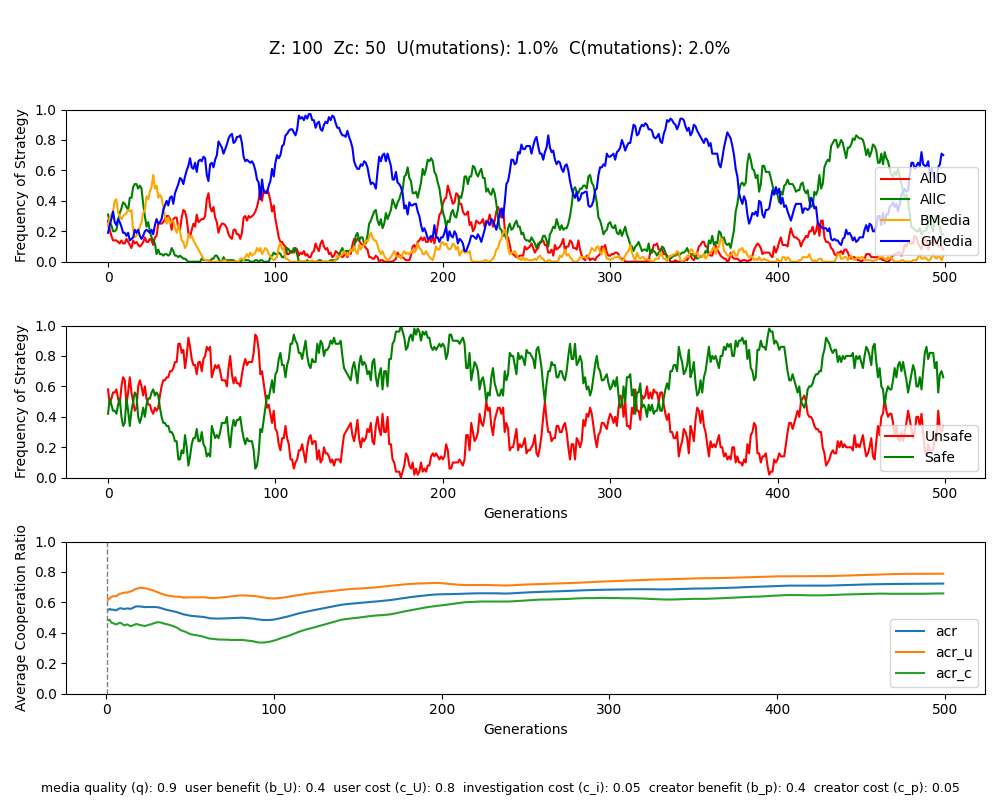 Z: 100  Zc: 50  U(mutations): 1.0%  C(mutations): 2.0%
Frequency of Strategy
1.0
0.8
0.6
0.4
0.2
0.0
AllD
AllC
BMedia
GMedia
0 100 200 300 400 500
Frequency of Strategy
1.0
0.8
0.6
0.4
0.2
0.0
Unsafe
Safe
0 100 200 300 400 500
Generations
Average Cooperation Ratio
1.0
0.8
0.6
0.4
0.2
0.0
acr
acr_u
acr_c
0 100 200 300 400 500
Generations
media quality (q): 0.9  user benefit (b_U): 0.4  user cost (c_U): 0.8  investigation cost (c_i): 0.05  creator benefit (b_p): 0.4  creator cost (c_p): 0.05